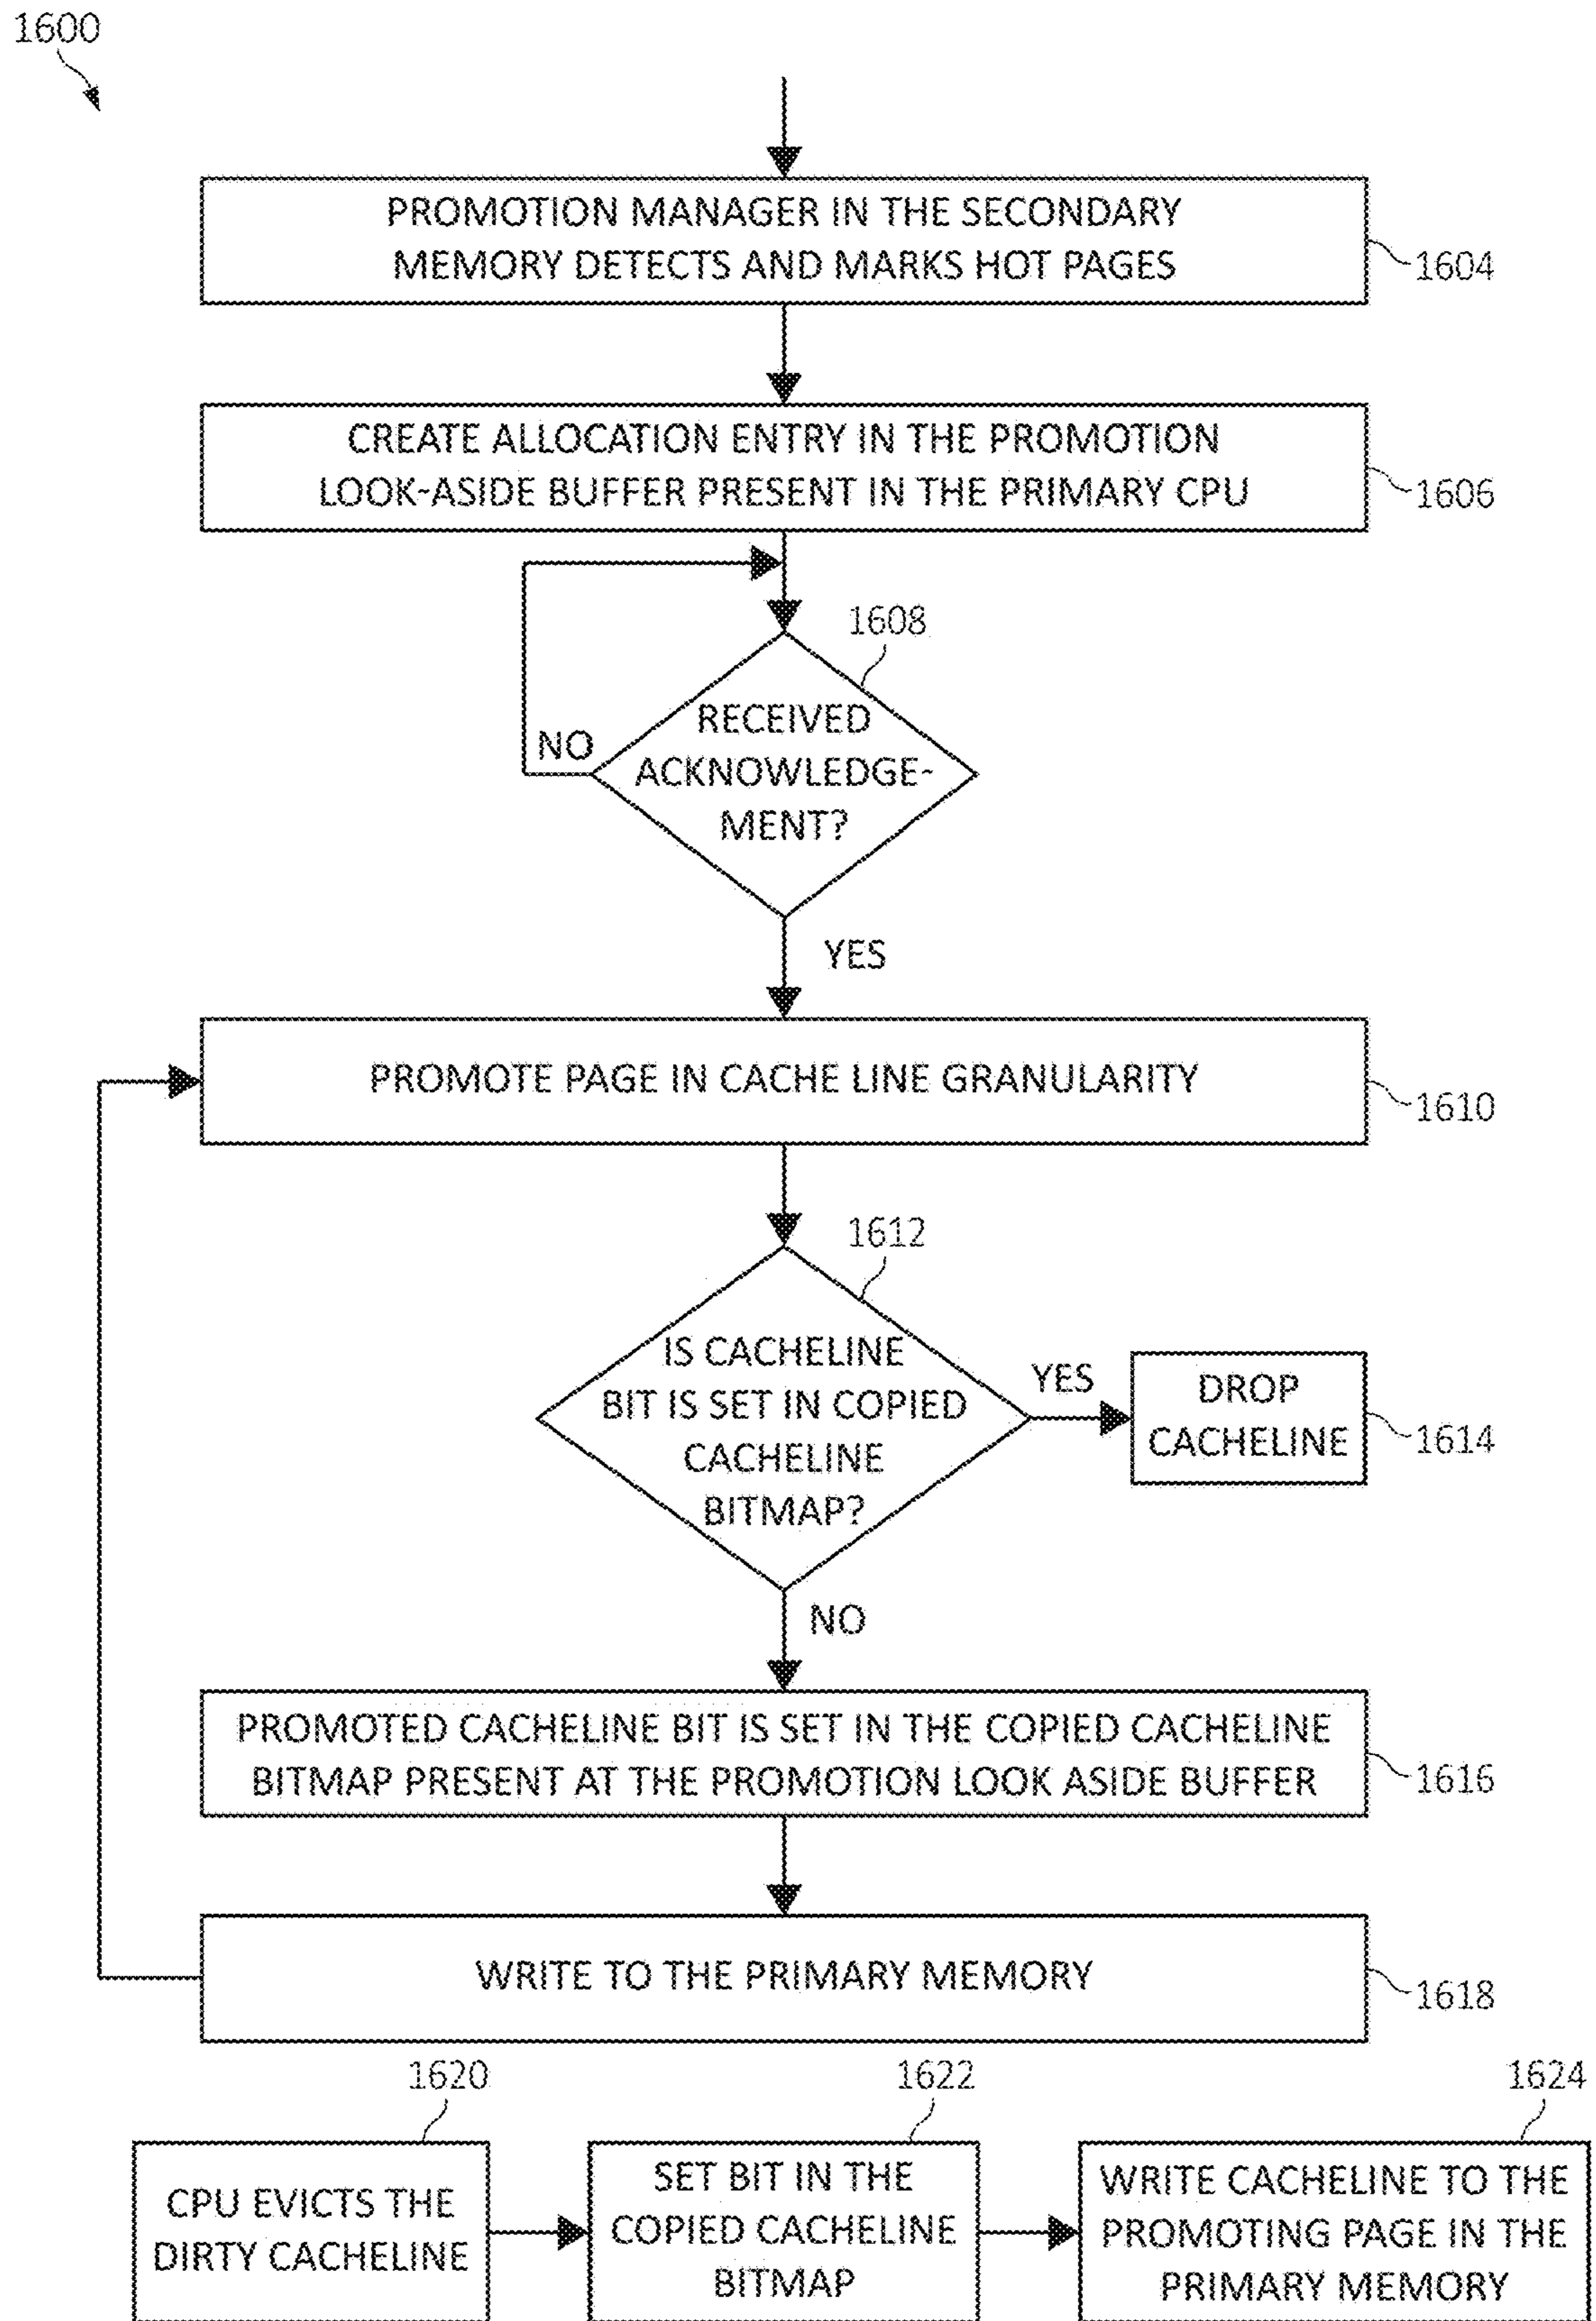 1600
PROMOTION MANAGER IN THE SECONDARY
MEMORY DETECTS AND MARKS HOT PAGES
1604
CREATE ALLOCATION ENTRY IN THE PROMOTION
LOOK-ASIDE BUFFER PRESENT IN THE PRIMARY CPU
1606
1608
RECEIVED
ACKNOWLEDGE-
MENT?
NO
YES
PROMOTE PAGE IN CACHE LINE GRANULARITY
1610
1612
IS CACHELINE
BIT IS SET IN COPIED
CACHELINE
BITMAP?
YES
DROP
CACHELINE
1614
NO
PROMOTED CACHELINE BIT IS SET IN THE COPIED CACHELINE
BITMAP PRESENT AT THE PROMOTION LOOK ASIDE BUFFER
1616
WRITE TO THE PRIMARY MEMORY
1618
1620
CPU EVICTS THE
DIRTY CACHELINE
1622
SET BIT IN THE
COPIED CACHELINE
BITMAP
1624
WRITE CACHELINE TO THE
PROMOTING PAGE IN THE
PRIMARY MEMORY